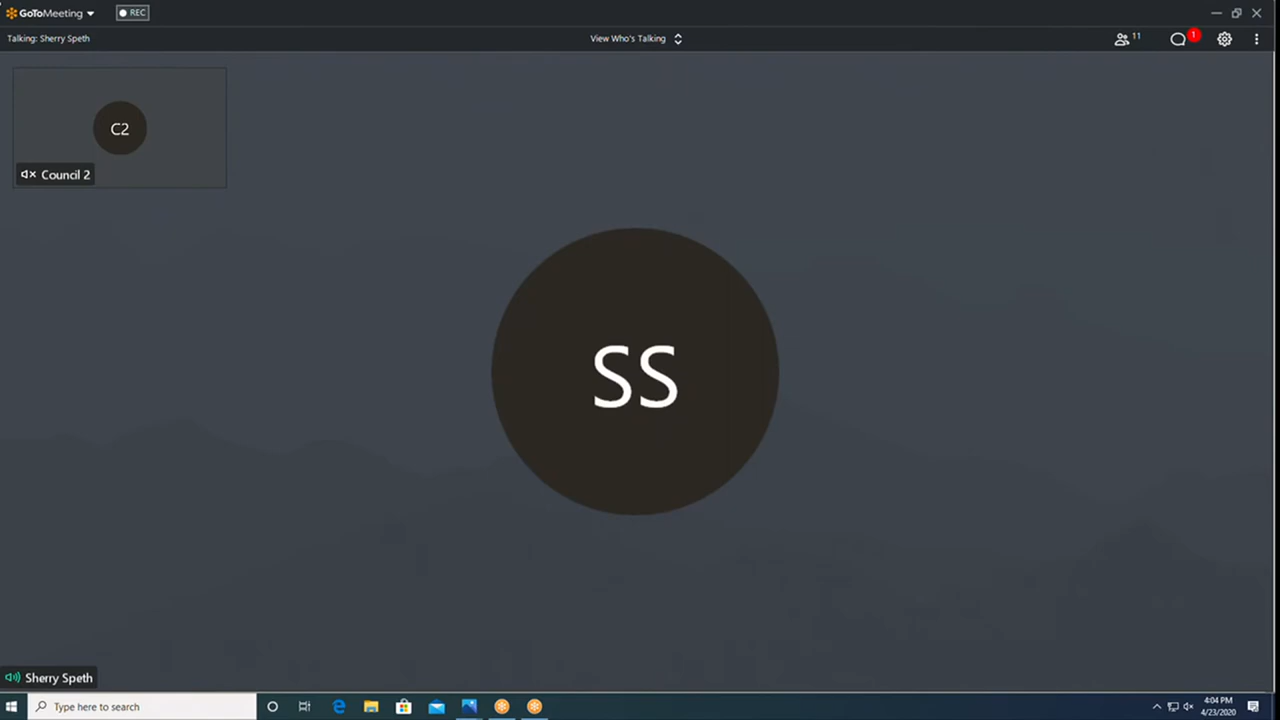 GoToMeeting
REC
Talking: Sherry Speth
View Who's Talking
11
1
C2
Council 2
SS
Sherry Speth
Type here to search
4:04 PM
4/23/2020